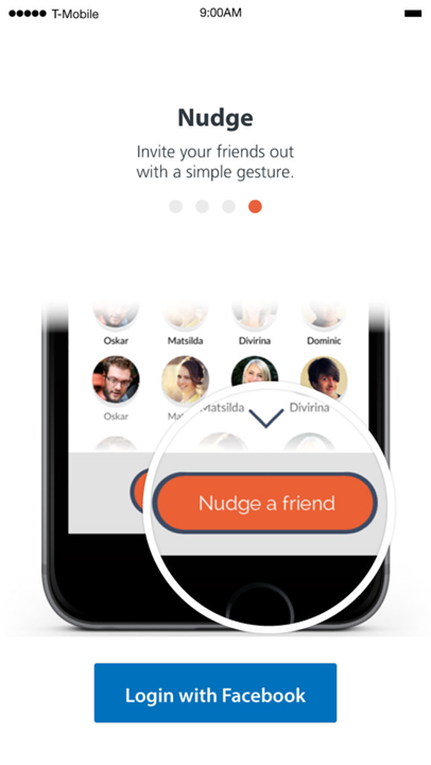 T-Mobile 9:00AM
Nudge
Invite your friends out
with a simple gesture.
Oskar Matsilda Divirina Dominic
Oskar Mat Matsilda Divirina
Nudge a friend
Login with Facebook